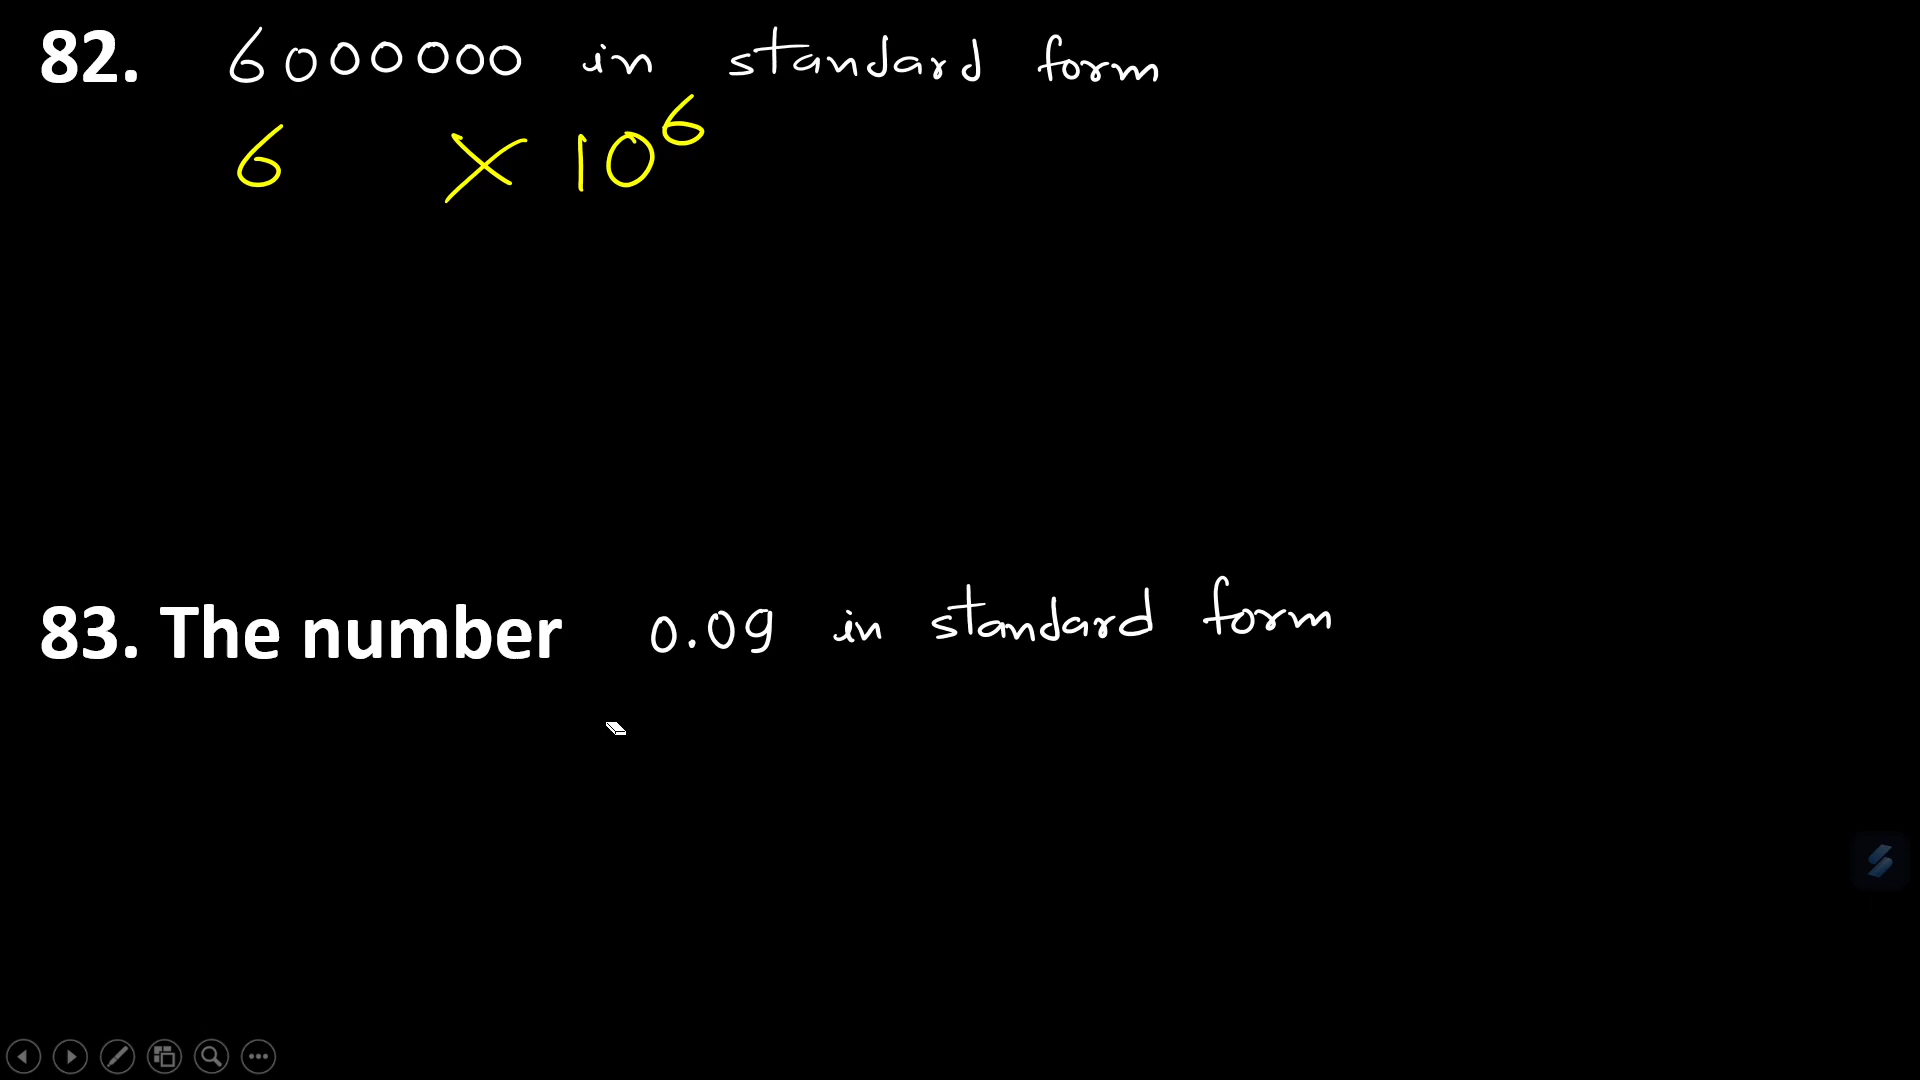 82. 6000000 in standard form
6 × 10⁶
83. The number 0.09 in standard form